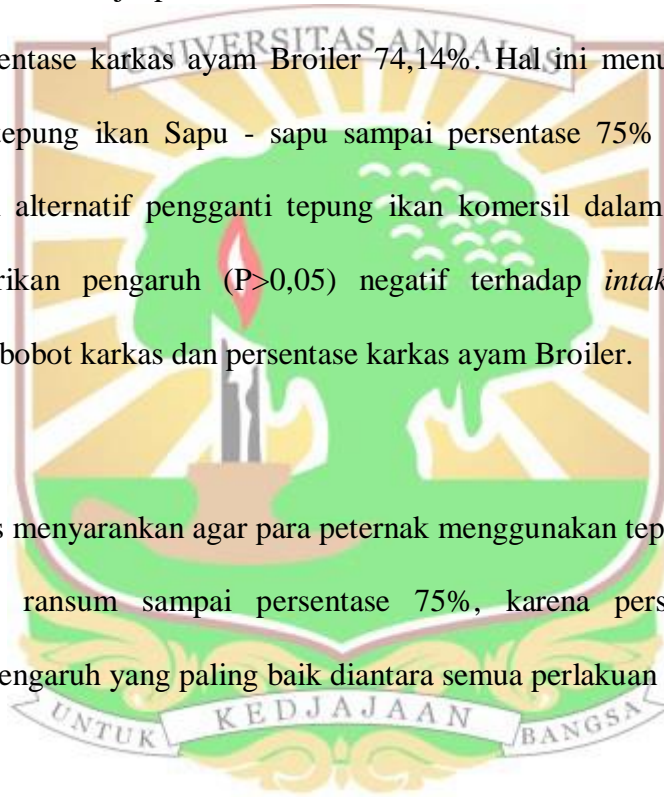 UNIVERSITAS ANDALAS
entase karkas ayam Broiler 74,14%. Hal ini menu
tepung ikan Sapu - sapu sampai persentase 75%
alternatif pengganti tepung ikan komersil dalam
rikan pengaruh (P>0,05) negatif terhadap intak
bobot karkas dan persentase karkas ayam Broiler.
s menyarankan agar para peternak menggunakan tep
ransum sampai persentase 75%, karena pers
engaruh yang paling baik diantara semua perlakuan
UNTUK KEDJAJAAN BANGSA